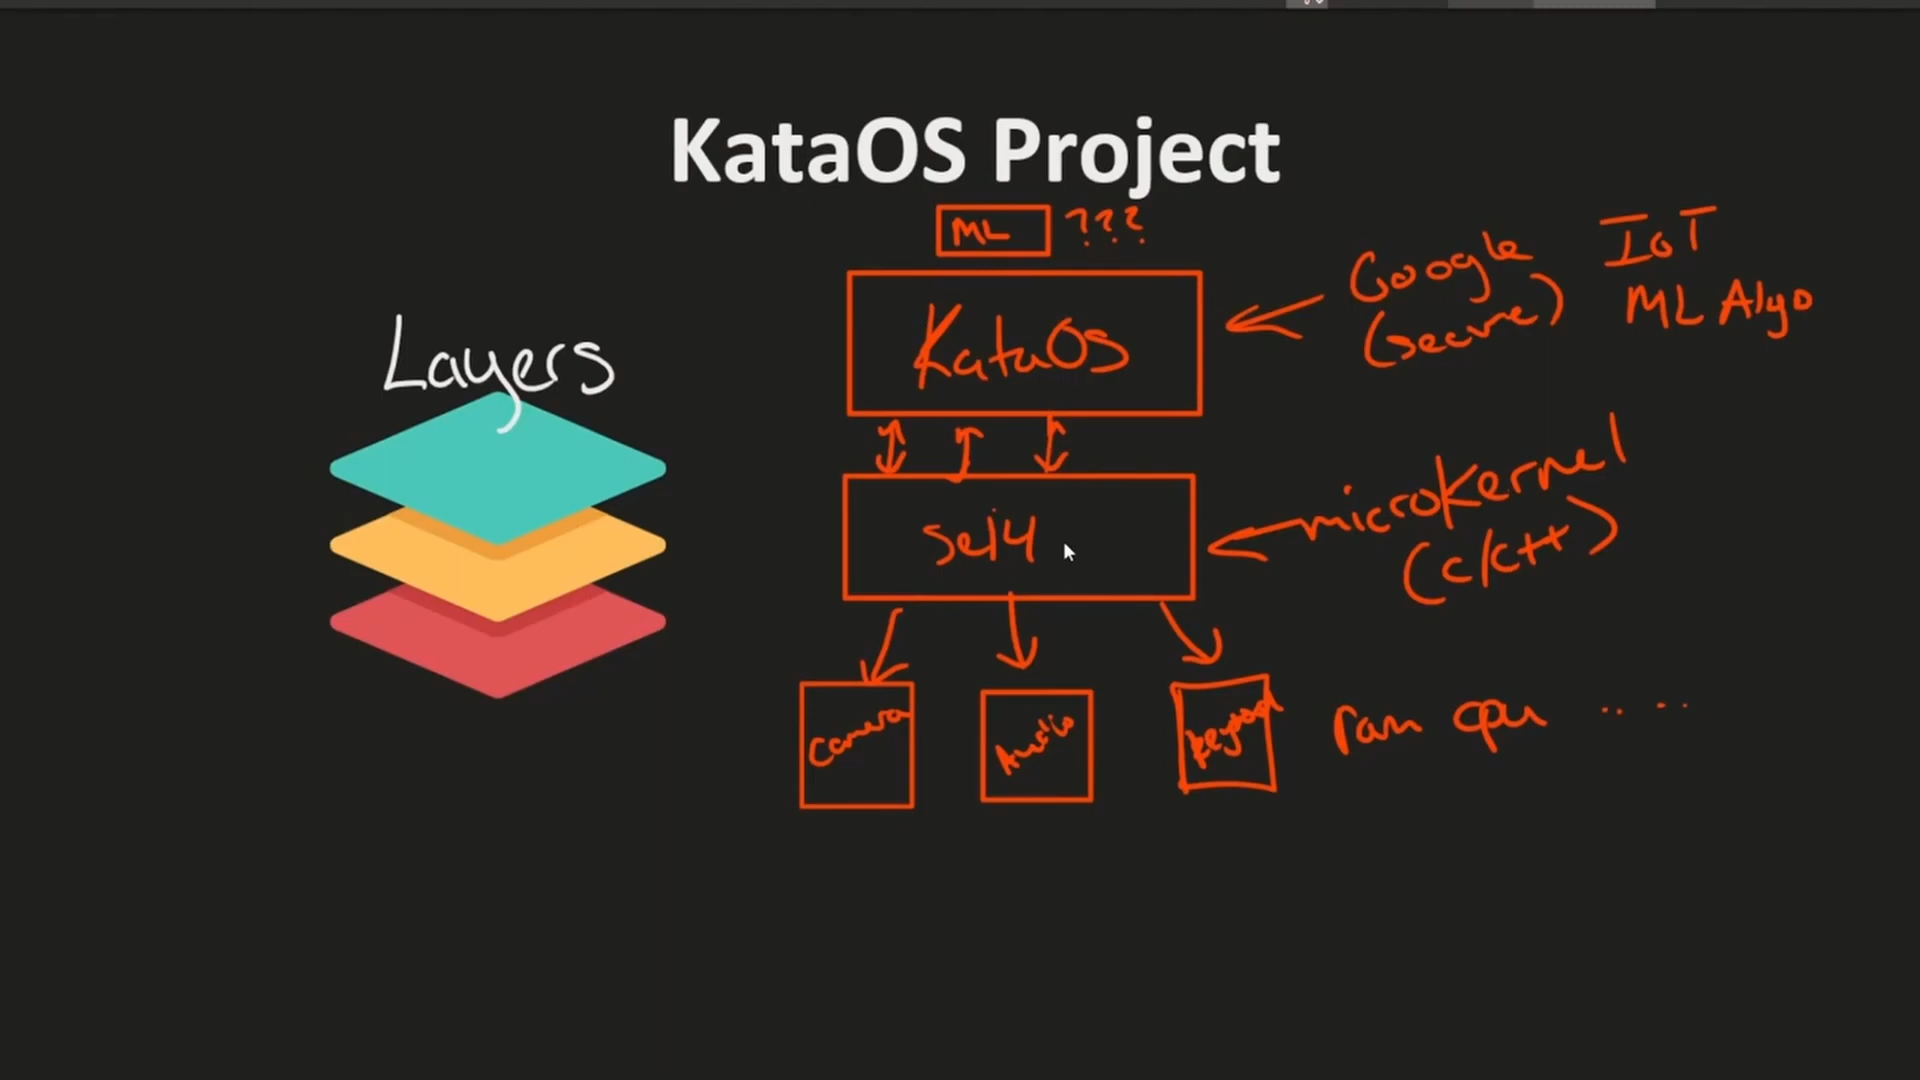 KataOS Project
ML ???
Google IoT
(secure) ML Algo
KataOS
Layers
microkernel
(c/c++)
sel4
Camera
Audio
ram cpu .. ..